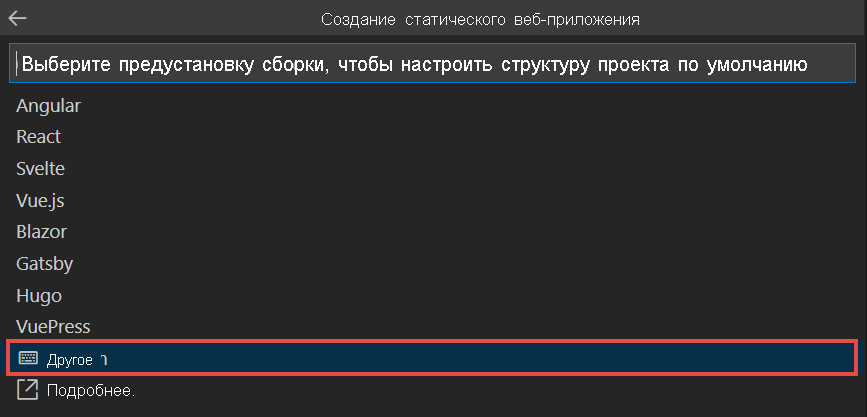 Создание статического веб-приложения
Выберите предустановку сборки, чтобы настроить структуру проекта по умолчанию
Angular
React
Svelte
Vue.js
Blazor
Gatsby
Hugo
VuePress
Другое
Подробнее.